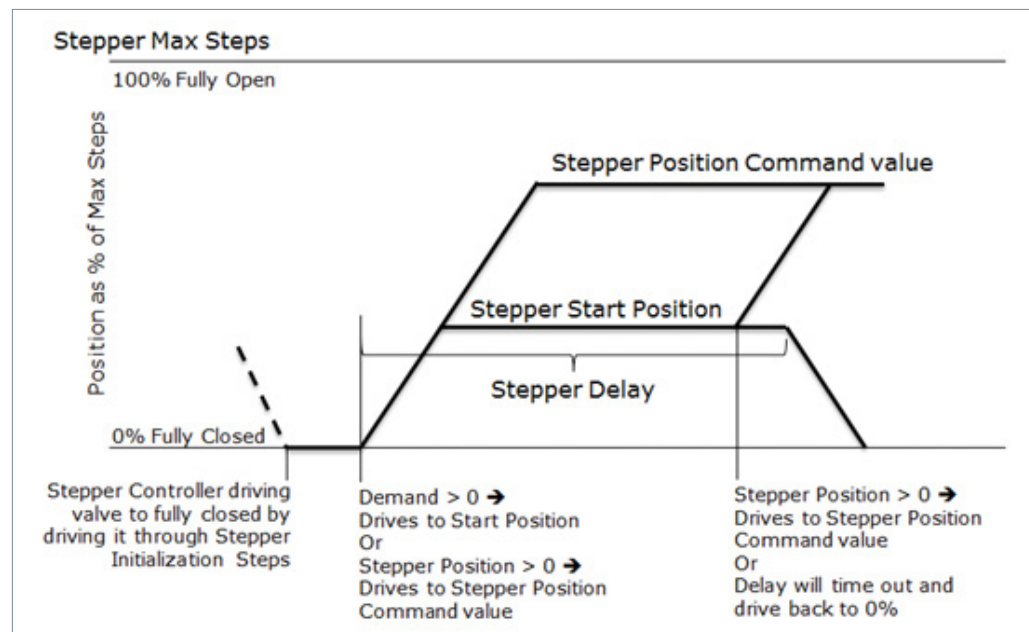 Stepper Max Steps
100% Fully Open
Position as % of Max Steps
Stepper Position Command value
Stepper Start Position
Stepper Delay
0% Fully Closed
Stepper Controller driving
valve to fully closed by
driving it through Stepper
Initialization Steps
Demand > 0 ➔
Drives to Start Position
Or
Stepper Position > 0 ➔
Drives to Stepper Position
Command value
Stepper Position > 0 ➔
Drives to Stepper Position
Command value
Or
Delay will time out and
drive back to 0%